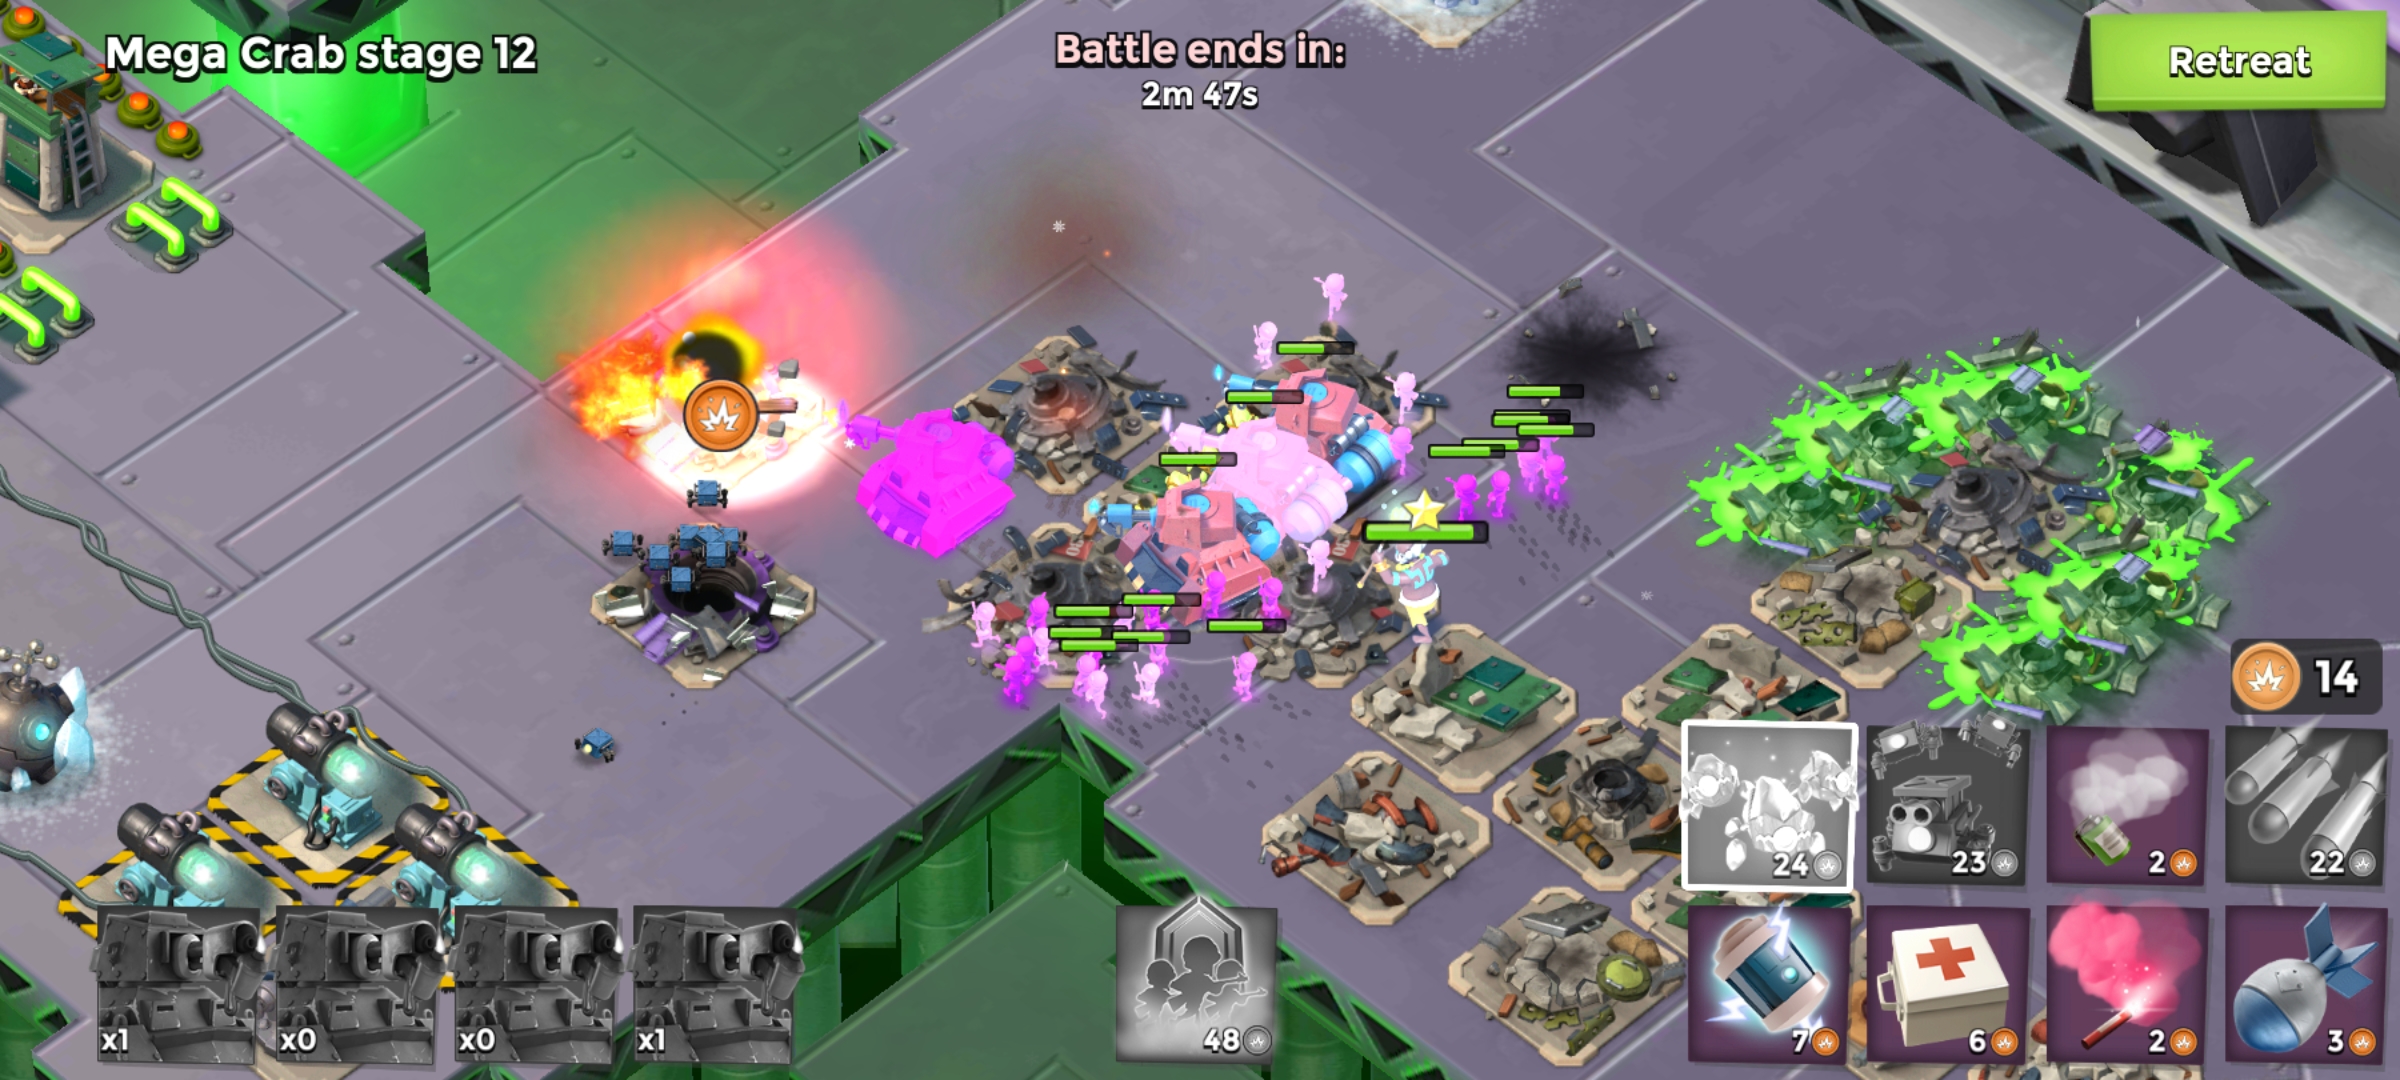 Mega Crab stage 12
Battle ends in:
2m 47s
Retreat
14
24
23
2
22
7
6
2
3
x1
x0
x0
x1
48